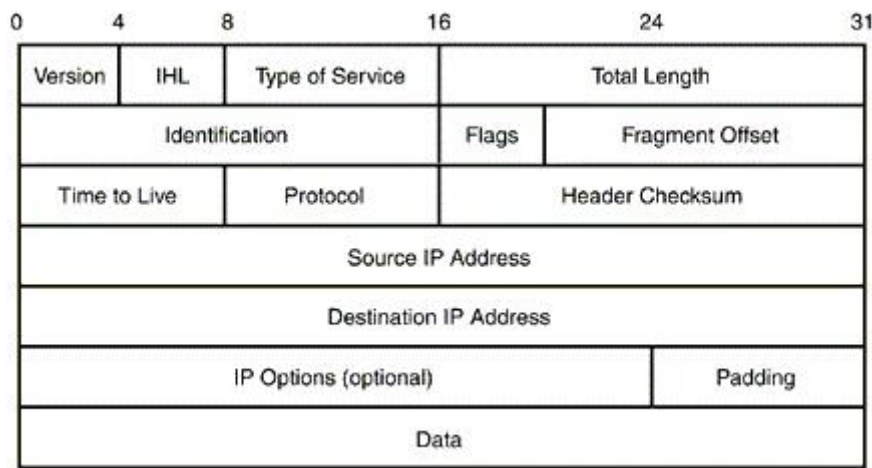 0 4 8 16 24 31
Version IHL Type of Service Total Length
Identification Flags Fragment Offset
Time to Live Protocol Header Checksum
Source IP Address
Destination IP Address
IP Options (optional) Padding
Data